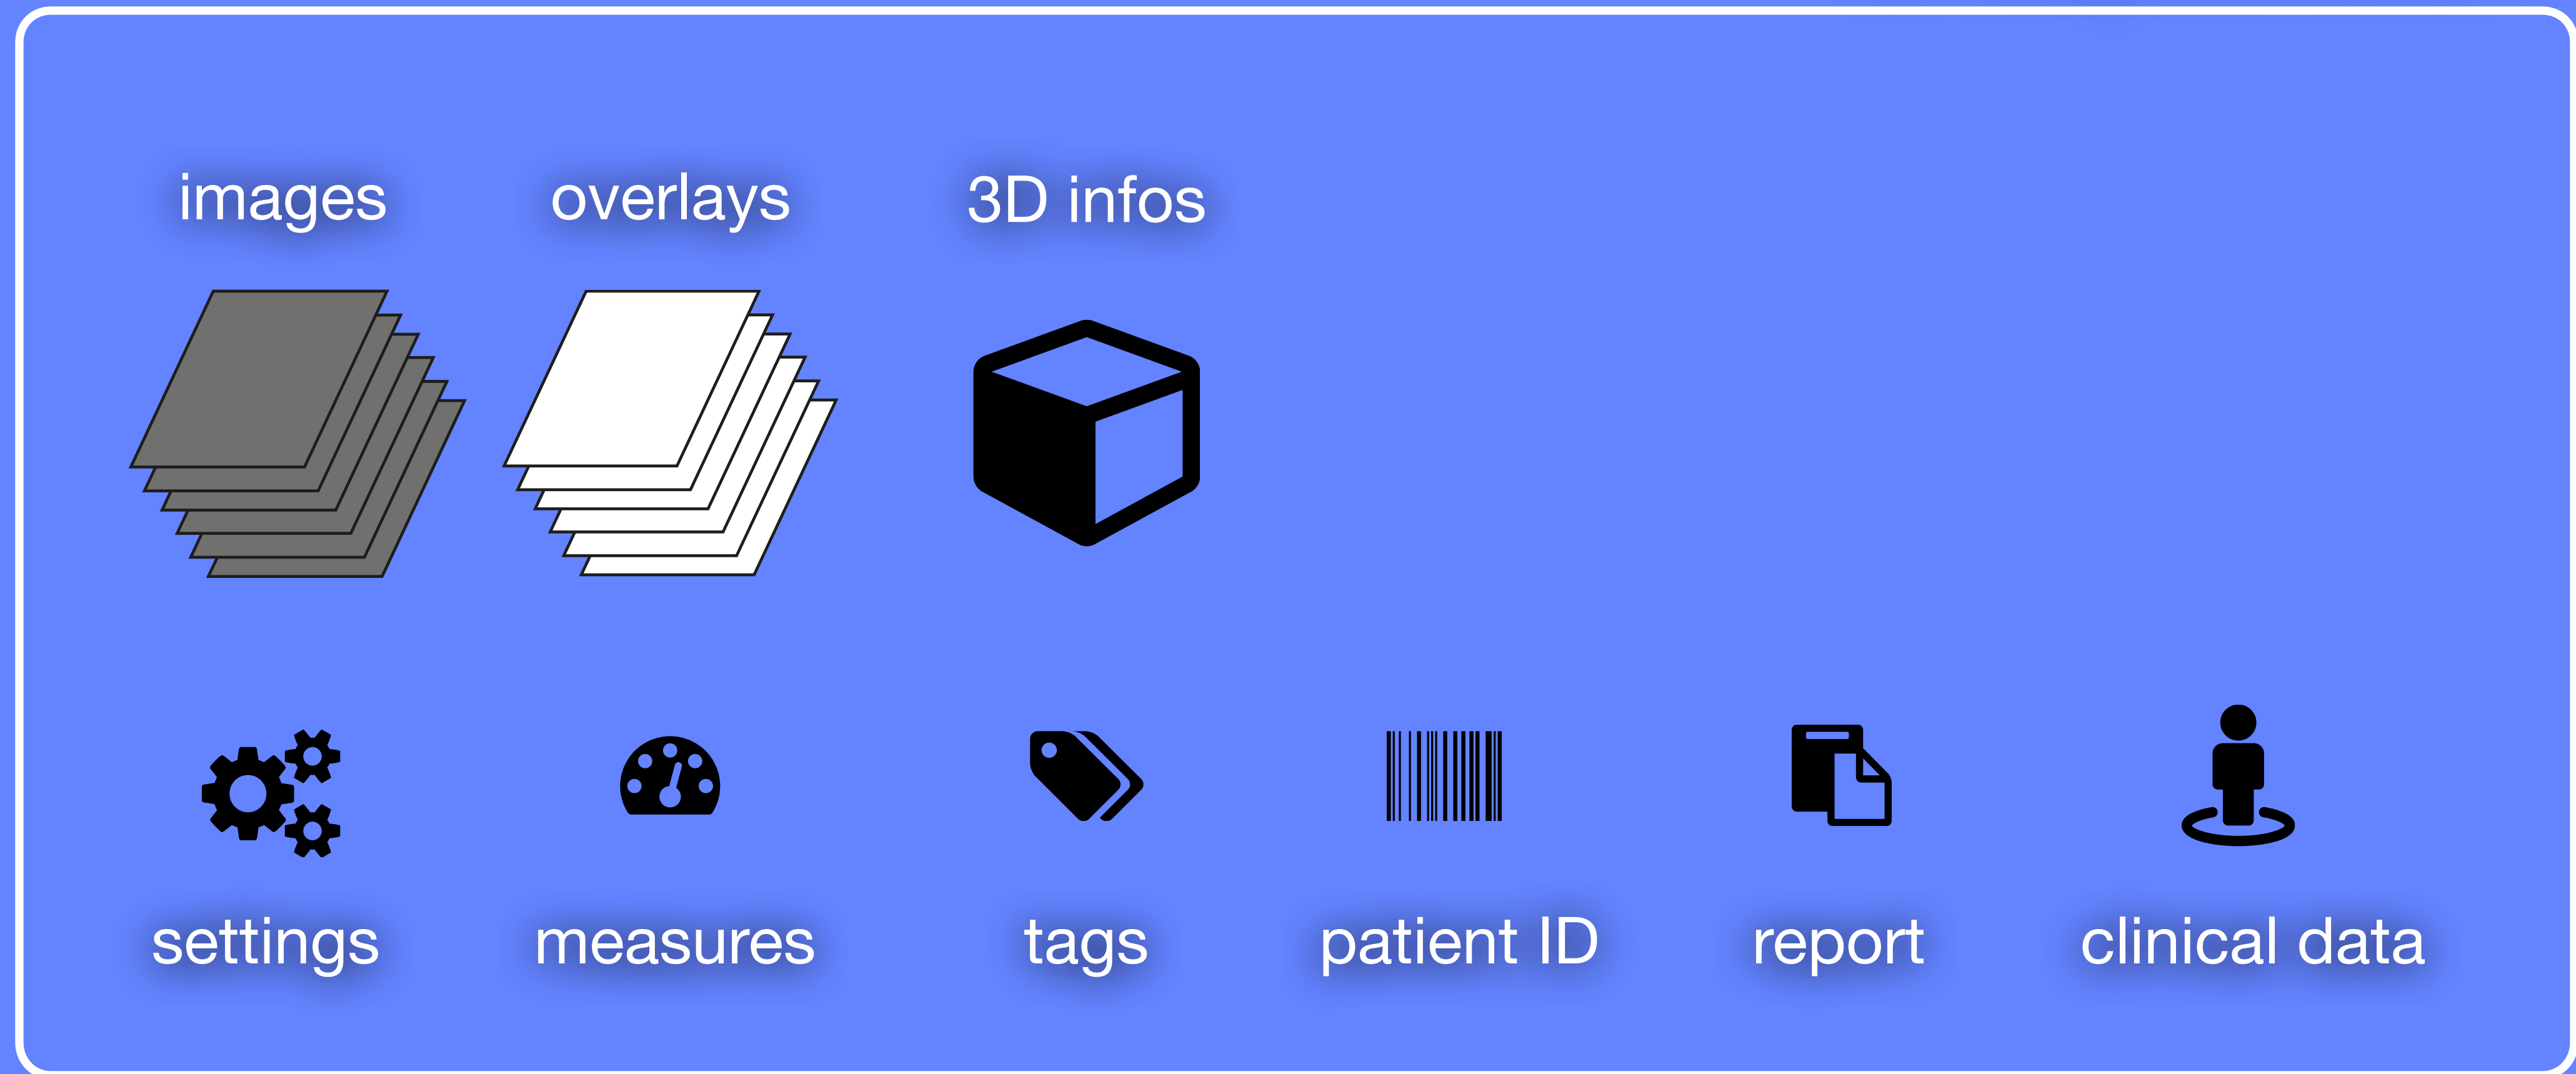 images
overlays
3D infos
settings
measures
tags
patient ID
report
clinical data